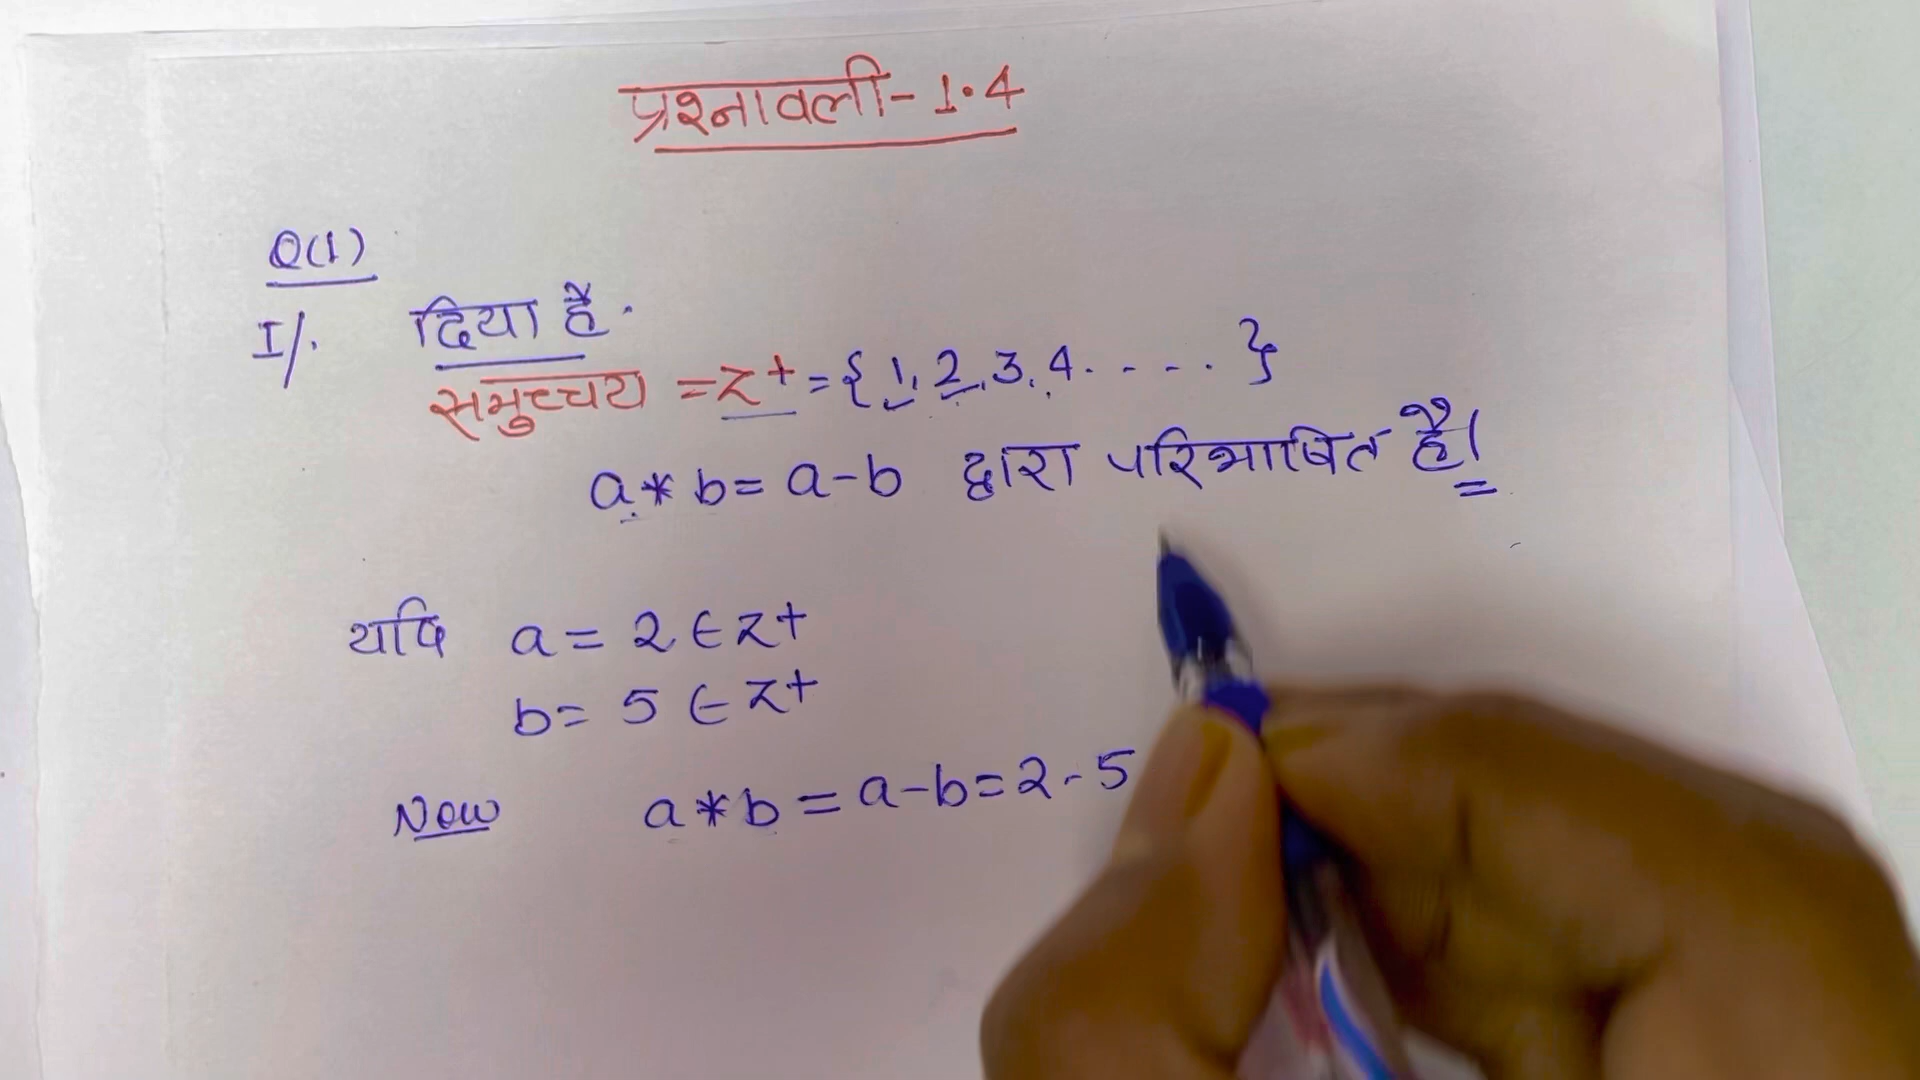 प्रश्नावली-1.4
Q(1)
I/. दिया है.
समुच्चय = z+ = {1, 2, 3, 4. - - - . }
a * b = a-b द्वारा परिभाषित है।
यदि a = 2 ∈ z+
b = 5 ∈ z+
Now a * b = a-b = 2-5